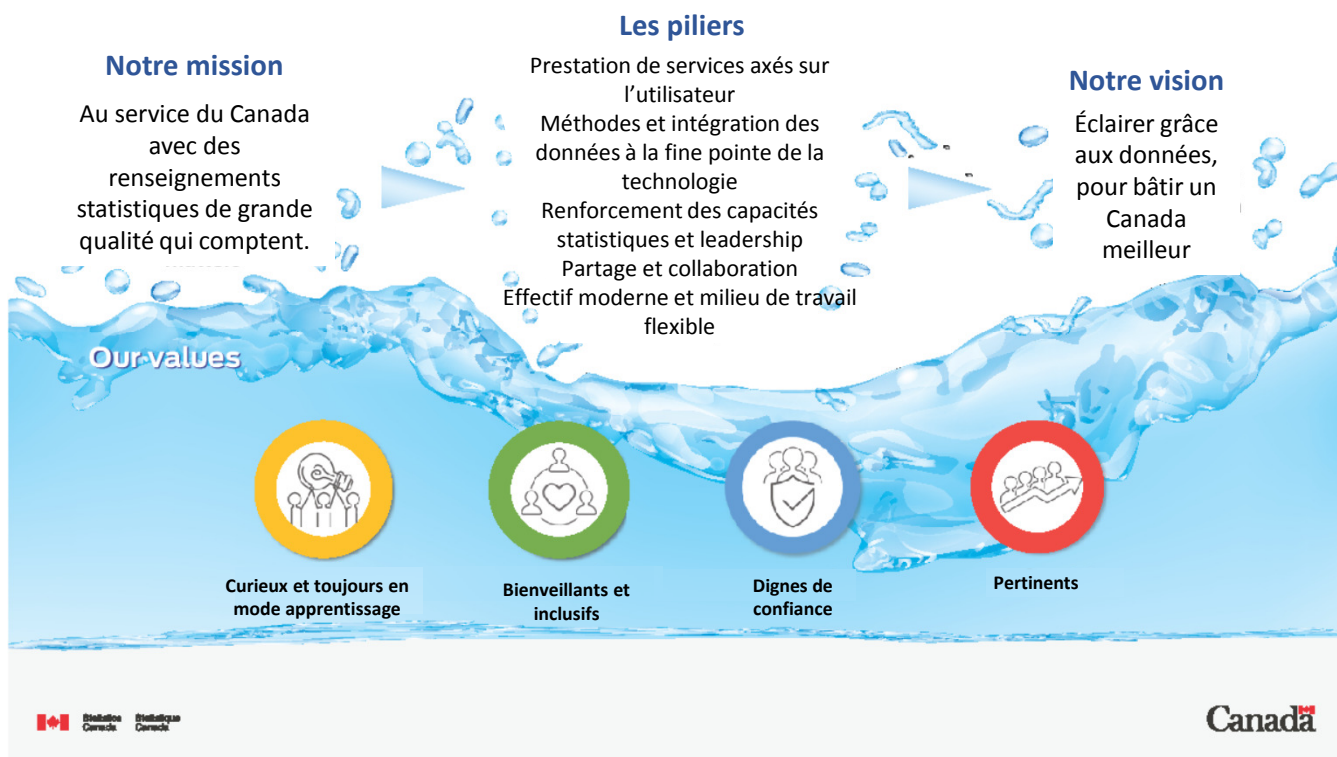 Notre mission
Au service du Canada
avec des
renseignements
statistiques de grande
qualité qui comptent.
Les piliers
Prestation de services axés sur
l’utilisateur
Méthodes et intégration des
données à la fine pointe de la
technologie
Renforcement des capacités
statistiques et leadership
Partage et collaboration
Effectif moderne et milieu de travail
flexible
Notre vision
Éclairer grâce
aux données,
pour bâtir un
Canada
meilleur
Our values
Curieux et toujours en
mode apprentissage
Bienveillants et
inclusifs
Dignes de
confiance
Pertinents
Statistics
Canada
Statistique
Canada
Canada